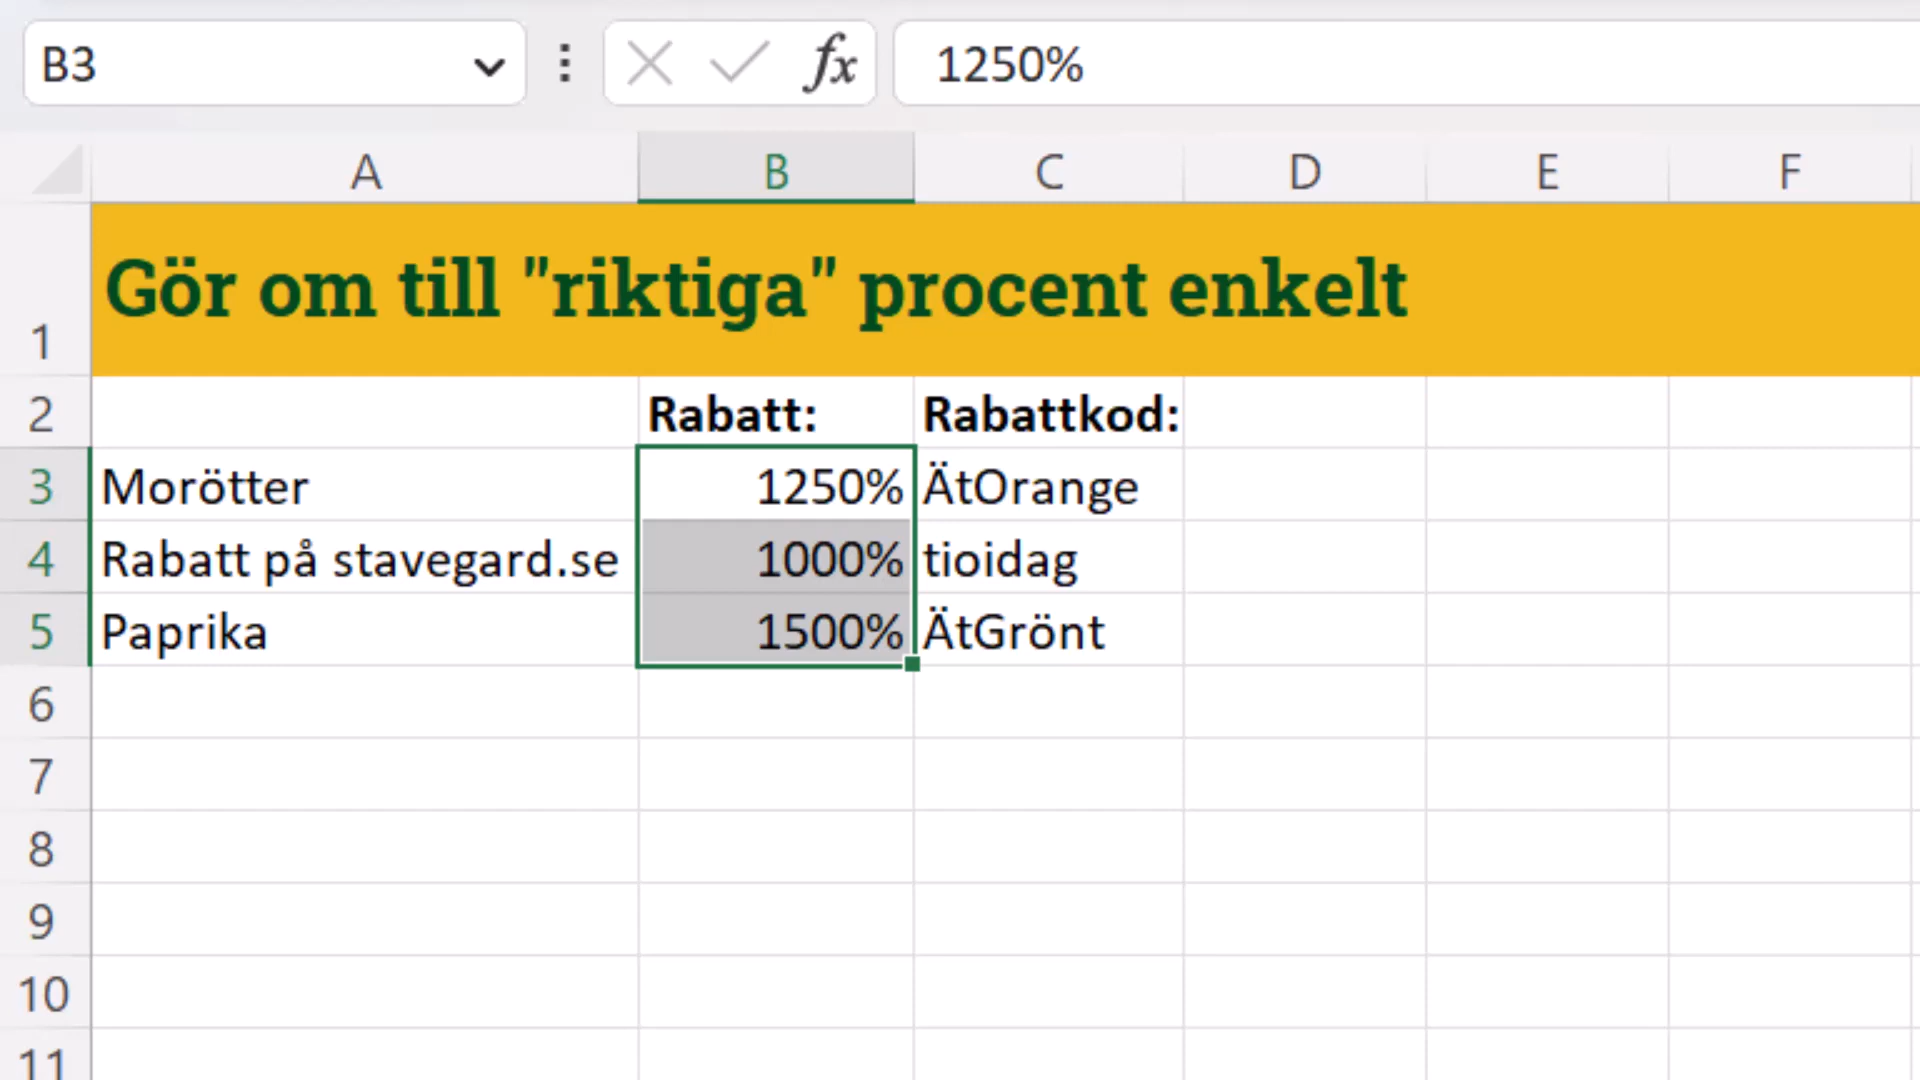 B3 fx 1250%
A B C D E F
1 Gör om till "riktiga" procent enkelt
2 Rabatt: Rabattkod:
3 Morötter 1250% ÄtOrange
4 Rabatt på stavegard.se 1000% tioidag
5 Paprika 1500% ÄtGrönt
6
7
8
9
10
11